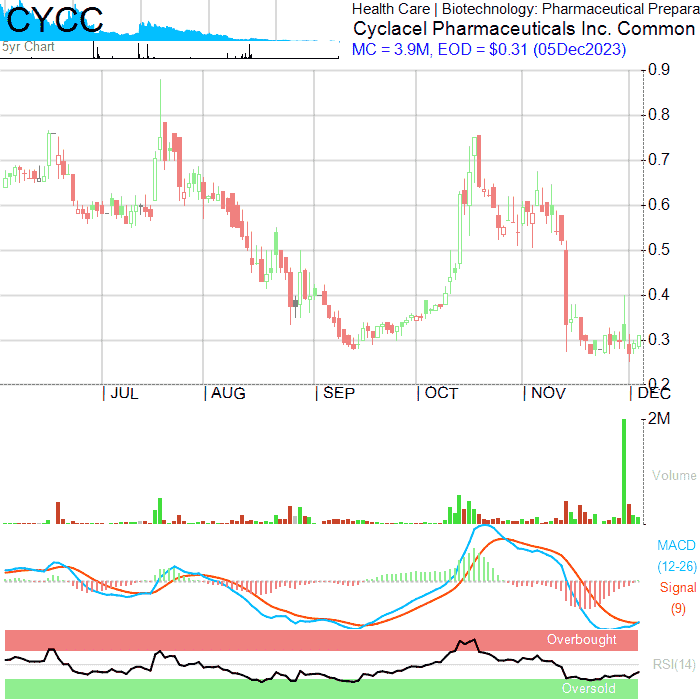 CYCC
5yr Chart
Health Care | Biotechnology: Pharmaceutical Prepara
Cyclacel Pharmaceuticals Inc. Common
MC = 3.9M, EOD = $0.31 (05Dec2023)
0.9
0.8
0.7
0.6
0.5
0.4
0.3
0.2
| JUL | AUG | SEP | OCT | NOV | DEC
2M
Volume
MACD
(12-26)
Signal
(9)
Overbought
RSI(14)
Oversold